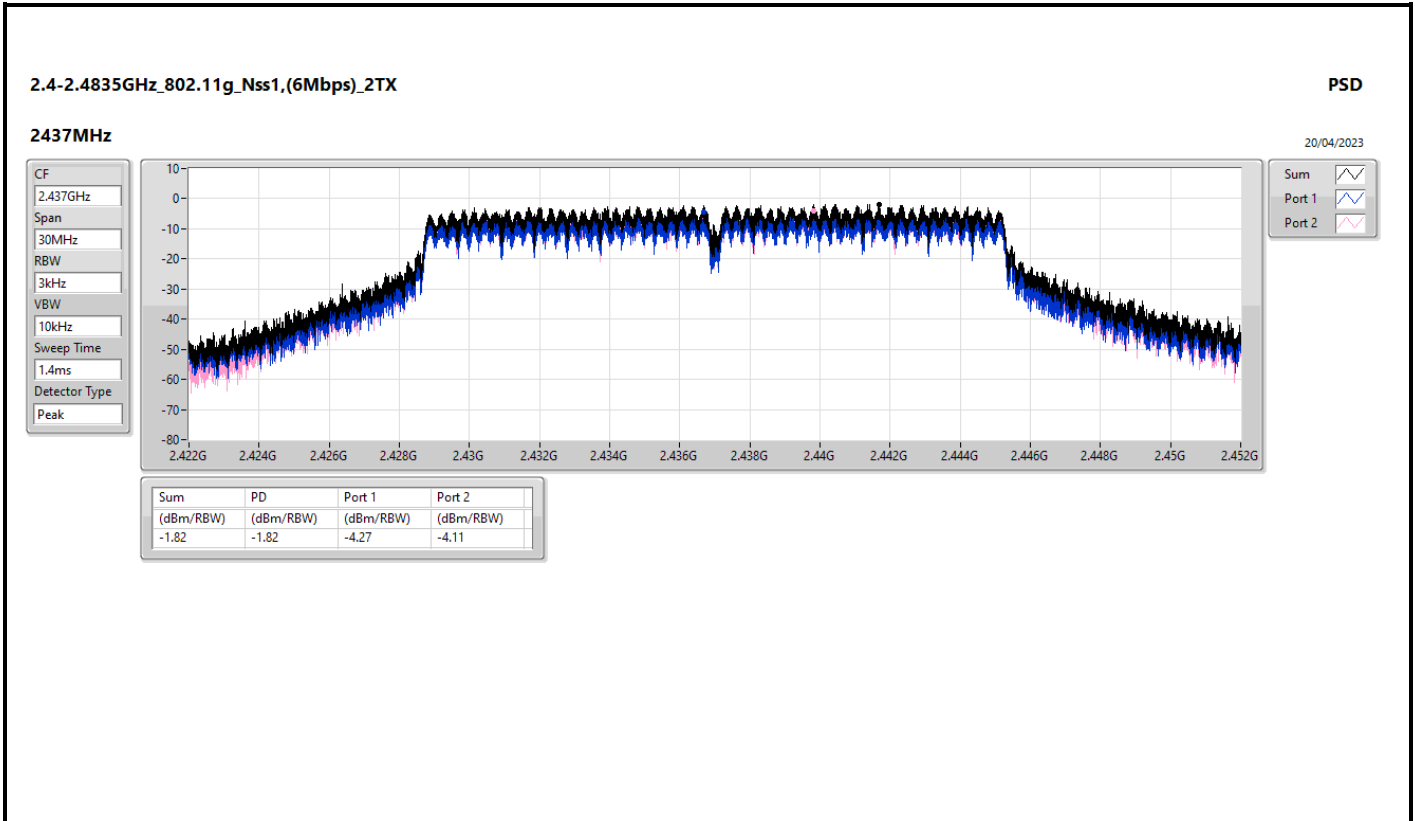 2.4-2.4835GHz_802.11g_Nss1,(6Mbps)_2TX
PSD
2437MHz
20/04/2023
CF
2.437GHz
Span
30MHz
RBW
3kHz
VBW
10kHz
Sweep Time
1.4ms
Detector Type
Peak
10
0
-10
-20
-30
-40
-50
-60
-70
-80
2.422G 2.424G 2.426G 2.428G 2.43G 2.432G 2.434G 2.436G 2.438G 2.44G 2.442G 2.444G 2.446G 2.448G 2.45G 2.452G
Sum
Port 1
Port 2
Sum PD Port 1 Port 2
(dBm/RBW) (dBm/RBW) (dBm/RBW) (dBm/RBW)
-1.82 -1.82 -4.27 -4.11